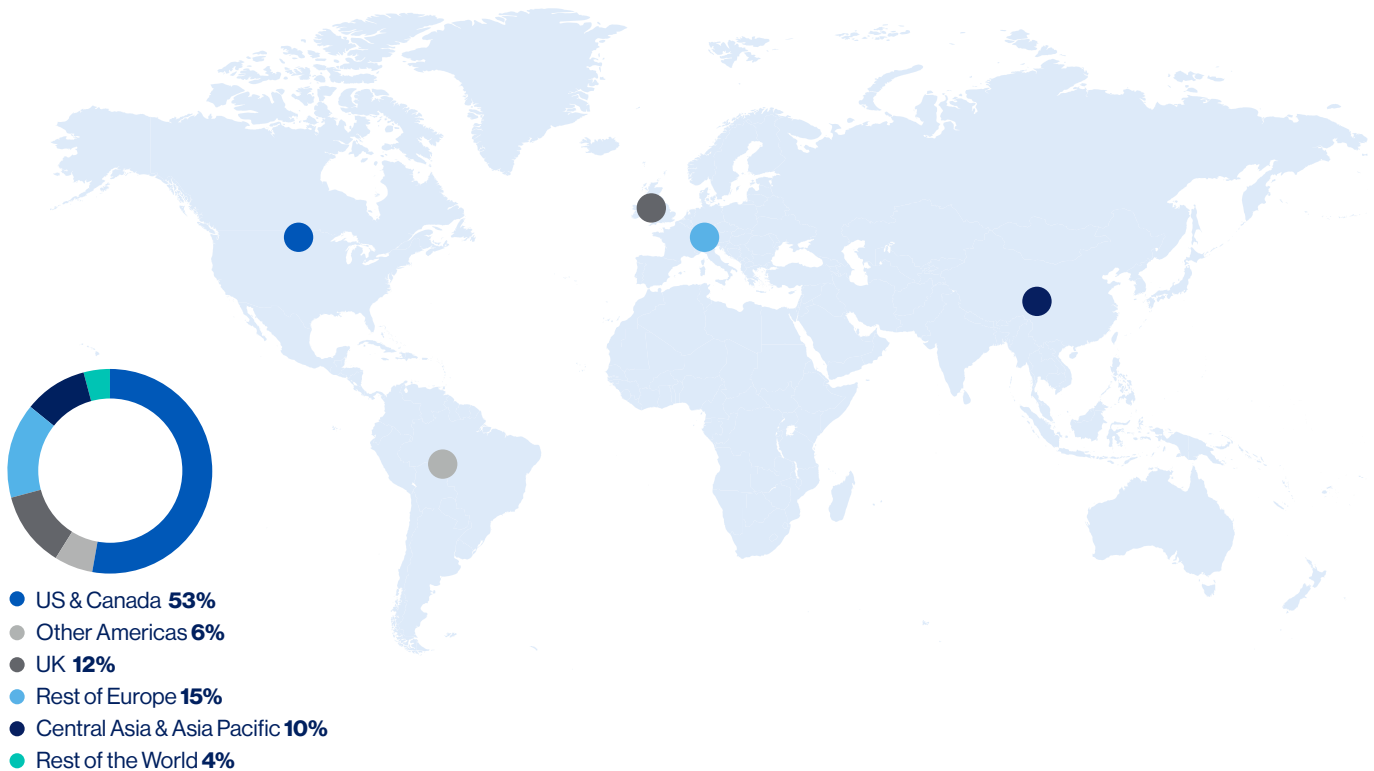 US & Canada 53%
Other Americas 6%
UK 12%
Rest of Europe 15%
Central Asia & Asia Pacific 10%
Rest of the World 4%